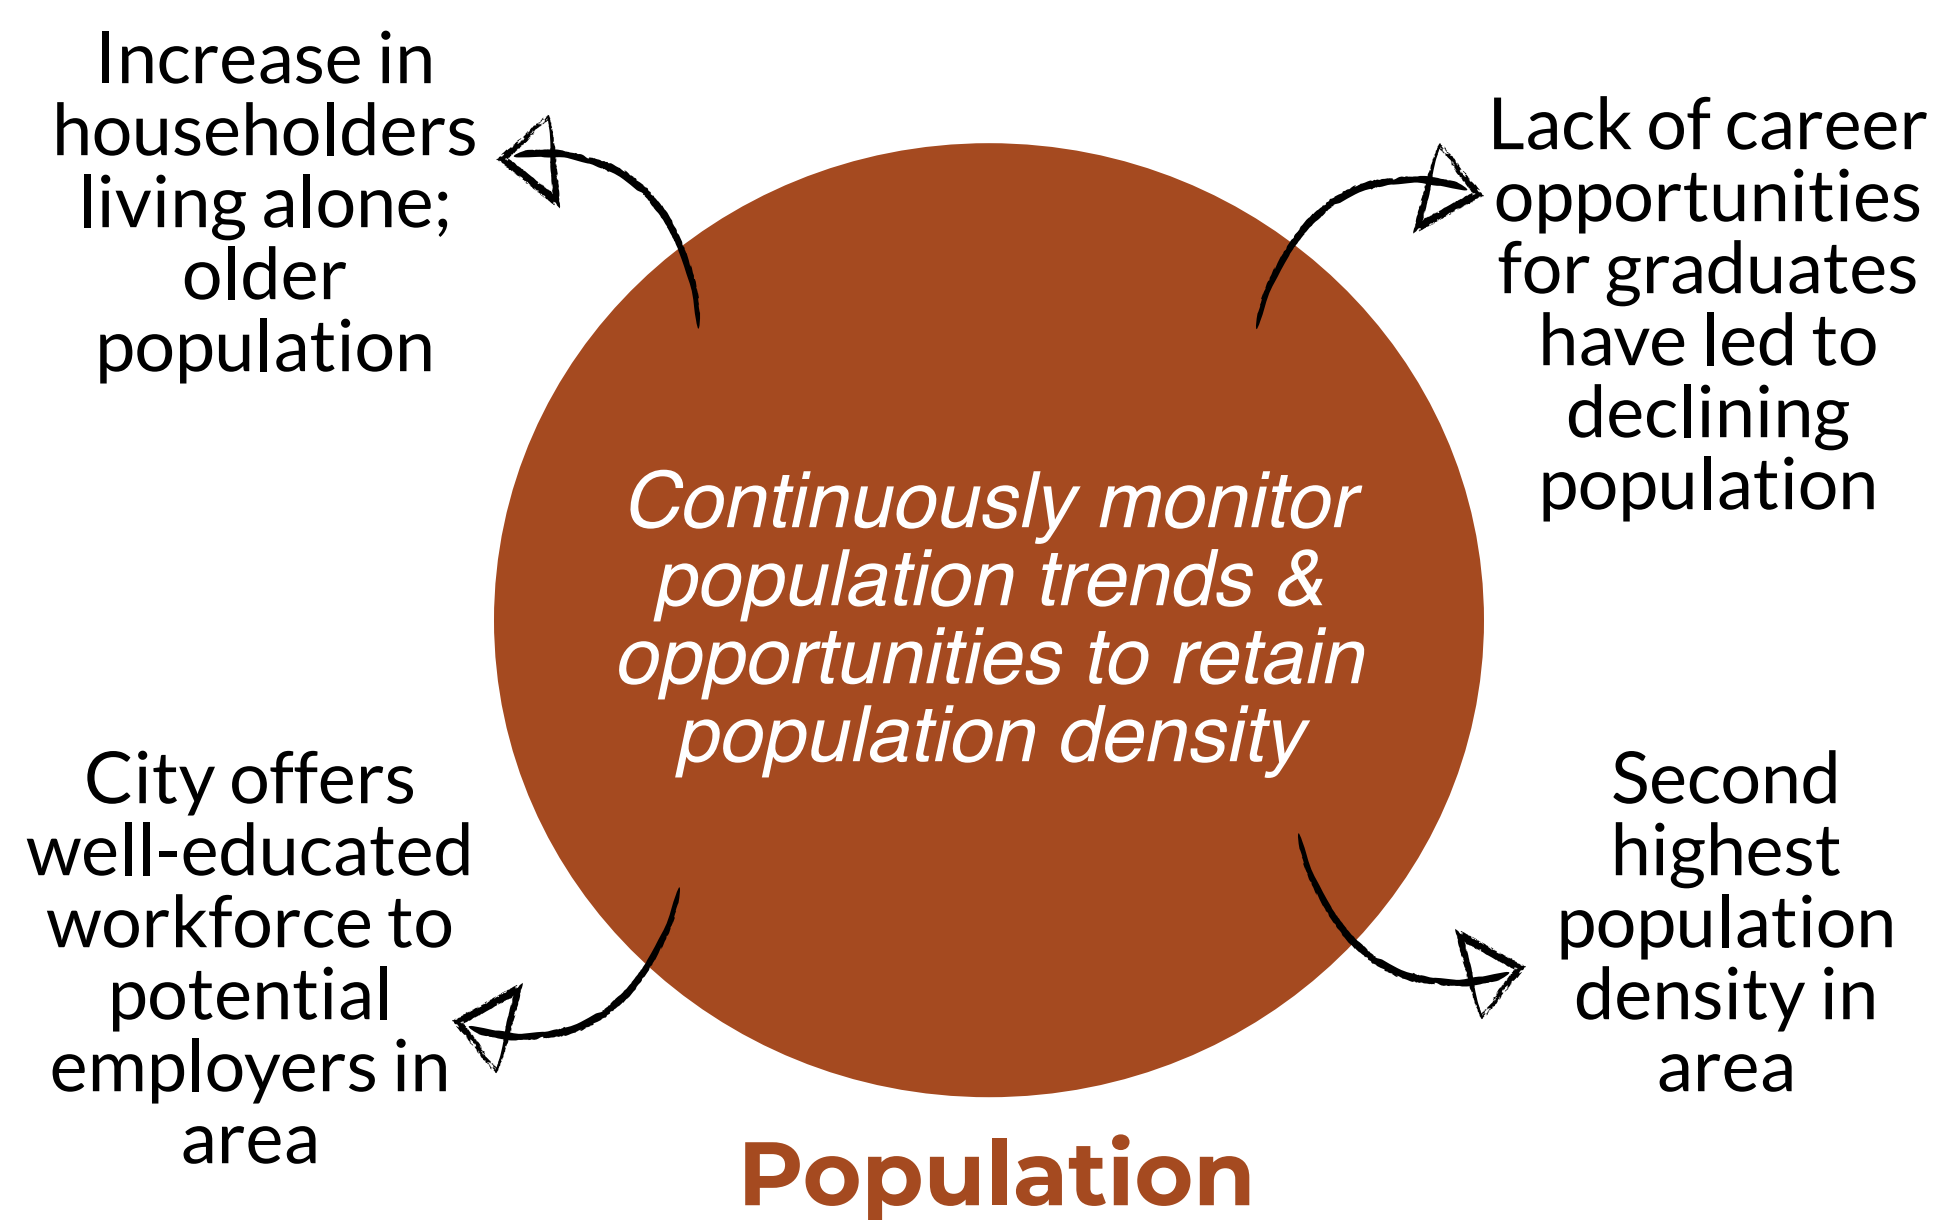 Increase in
householders
living alone;
older
population
Lack of career
opportunities
for graduates
have led to
declining
population
Continuously monitor
population trends &
opportunities to retain
population density
City offers
well-educated
workforce to
potential
employers in
area
Second
highest
population
density in
area
Population